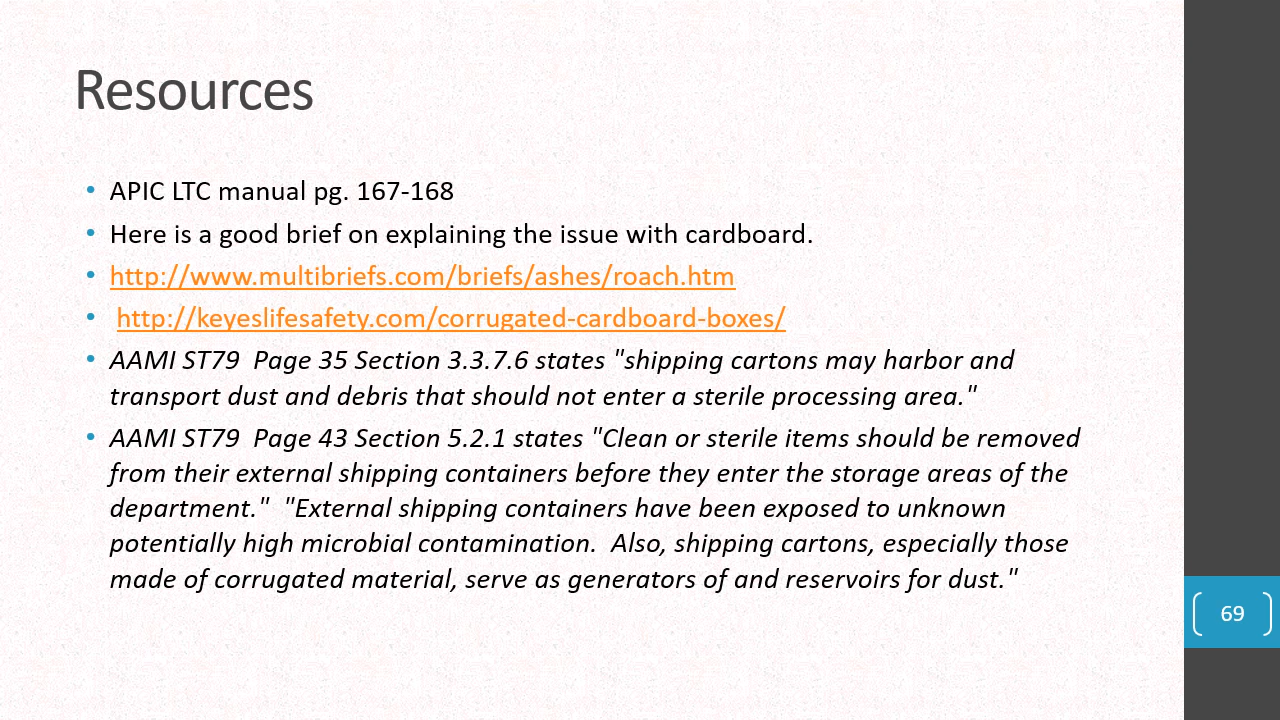 Resources
• APIC LTC manual pg. 167-168
• Here is a good brief on explaining the issue with cardboard.
• http://www.multibriefs.com/briefs/ashes/roach.htm
• http://keyeslifesafety.com/corrugated-cardboard-boxes/
• AAMI ST79  Page 35 Section 3.3.7.6 states "shipping cartons may harbor and
transport dust and debris that should not enter a sterile processing area."
• AAMI ST79  Page 43 Section 5.2.1 states "Clean or sterile items should be removed
from their external shipping containers before they enter the storage areas of the
department."  "External shipping containers have been exposed to unknown
potentially high microbial contamination.  Also, shipping cartons, especially those
made of corrugated material, serve as generators of and reservoirs for dust."
69